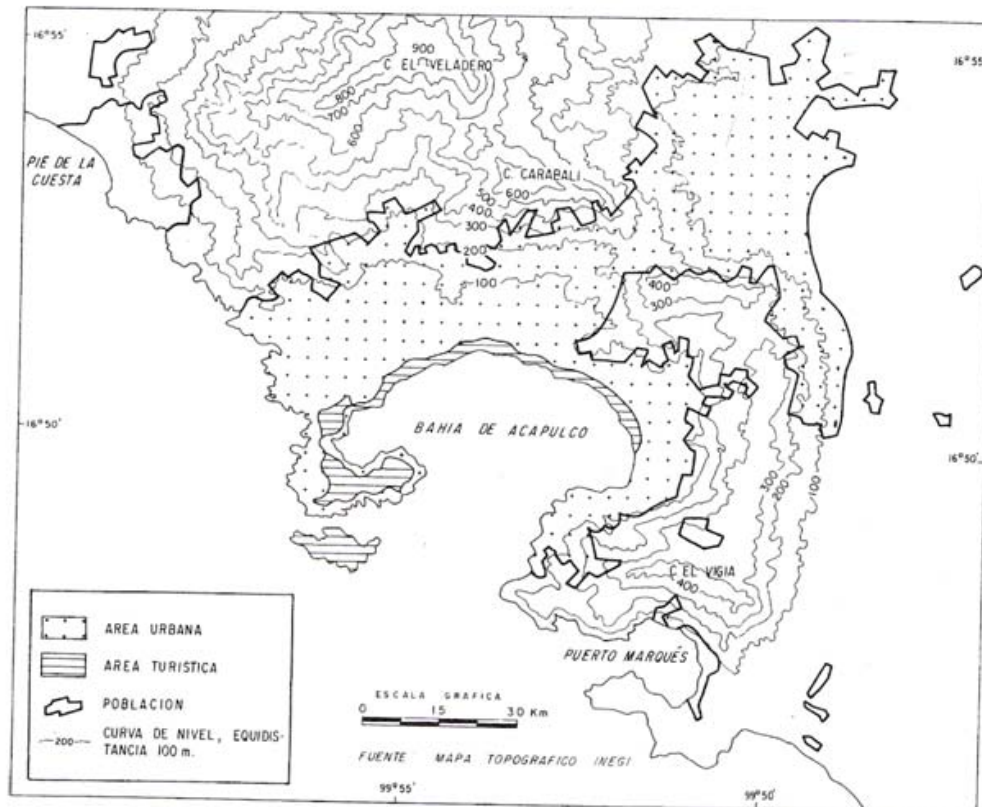 16°55'
900
C. EL VELADERO
16°55'
800
700
600
PIE DE LA
CUESTA
C. CARABALI
500
600
400
300
200
100
400
300
16°50'
BAHIA DE ACAPULCO
16°50'
300
200
100
C. EL VIGIA
400
PUERTO MARQUÉS
AREA URBANA
AREA TURISTICA
POBLACION
200 CURVA DE NIVEL, EQUIDIS-
TANCIA 100 m.
ESCALA GRAFICA
0 15 30 Km
FUENTE MAPA TOPOGRAFICO INEGI
99°55'
99°50'